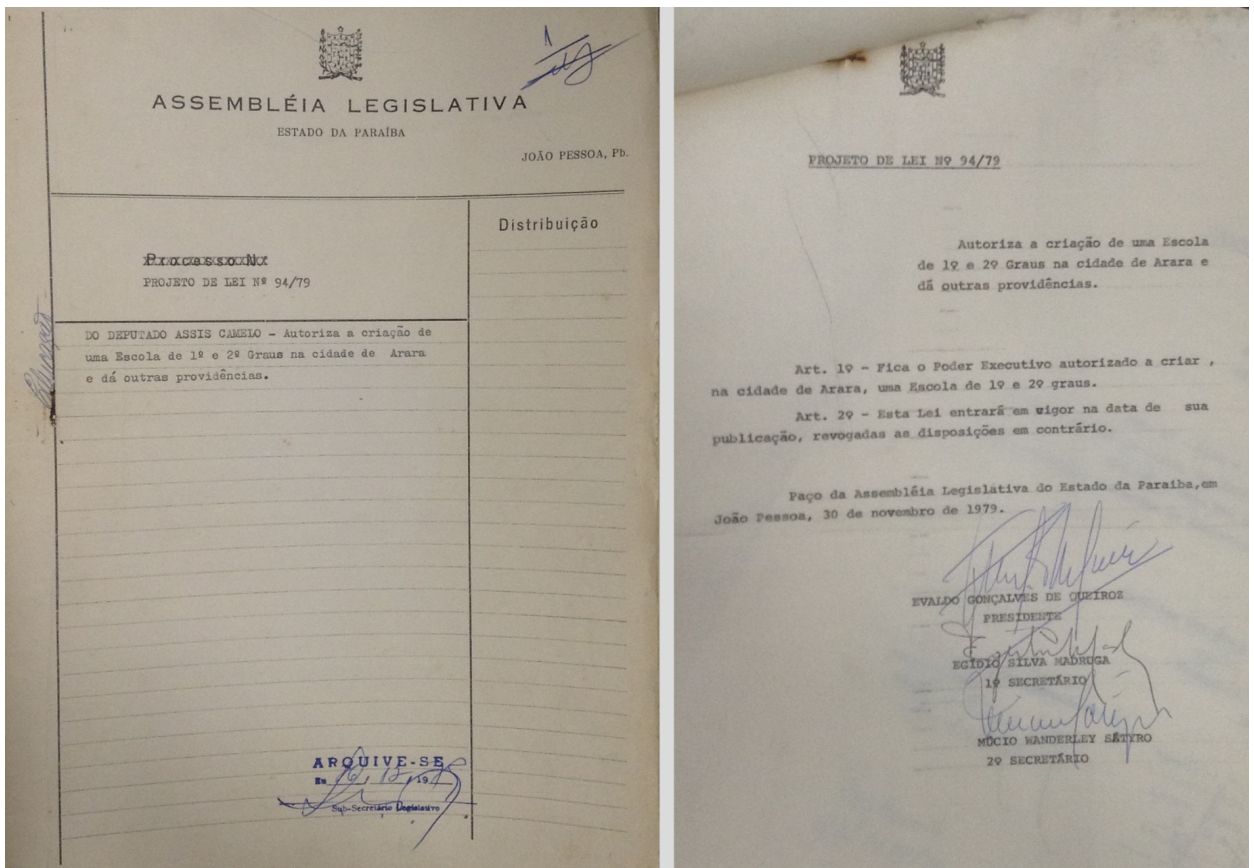 ASSEMBLÉIA LEGISLATIVA
ESTADO DA PARAÍBA
JOÃO PESSOA, Pb.
Distribuição
Processo Nº
PROJETO DE LEI Nº 94/79
DO DEPUTADO ASSIS CAMELO - Autoriza a criação de
uma Escola de 1º e 2º Graus na cidade de Arara
e dá outras providências.
Educação
ARQUIVE-SE
Em
19
Sub-Secretário Legislativo
PROJETO DE LEI Nº 94/79
Autoriza a criação de uma Escola
de 1º e 2º Graus na cidade de Arara e
dá outras providências.
Art. 1º - Fica o Poder Executivo autorizado a criar ,
na cidade de Arara, uma Escola de 1º e 2º graus.
Art. 2º - Esta Lei entrará em vigor na data de sua
publicação, revogadas as disposições em contrário.
Paço da Assembléia Legislativa do Estado da Paraiba,em
João Pessoa, 30 de novembro de 1979.
EVALDO GONÇALVES DE QUEIROZ
PRESIDENTE
EGÍDIO SILVA MADRUGA
1º SECRETÁRIO
MÚCIO WANDERLEY SÁTYRO
2º SECRETÁRIO